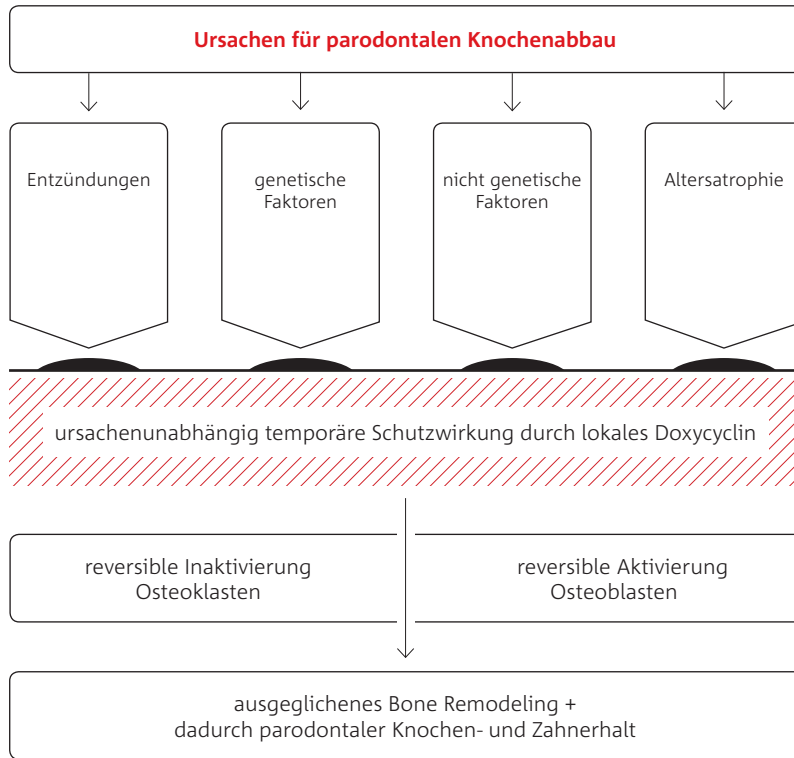 Ursachen für parodontalen Knochenabbau
Entzündungen
genetische
Faktoren
nicht genetische
Faktoren
Altersatrophie
ursachenunabhängig temporäre Schutzwirkung durch lokales Doxycyclin
reversible Inaktivierung
Osteoklasten
reversible Aktivierung
Osteoblasten
ausgeglichenes Bone Remodeling +
dadurch parodontaler Knochen- und Zahnerhalt